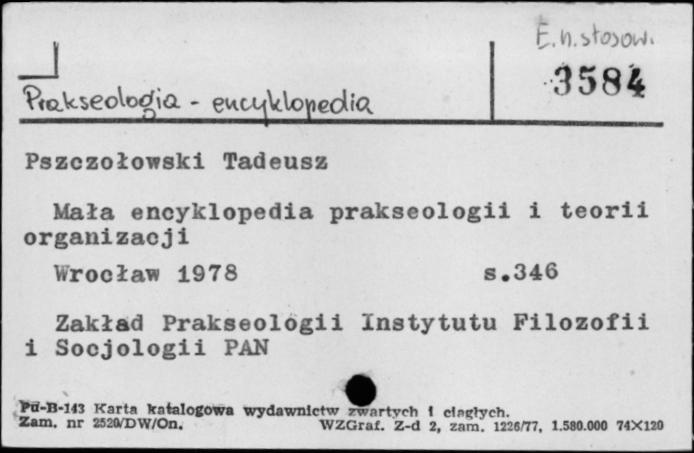 E.n.stosow.
3584
Prakseologia - encyklopedia
Pszczołowski Tadeusz
Mała encyklopedia prakseologii i teorii
organizacji
Wrocław 1978 s.346
Zakład Prakseologii Instytutu Filozofii
i Socjologii PAN
Pu-B-143 Karta katalogowa wydawnictw zwartych i ciągłych.
Zam. nr 2520/DW/On. WZGraf. Z-d 2, zam. 1226/77, 1.580.000 74X120